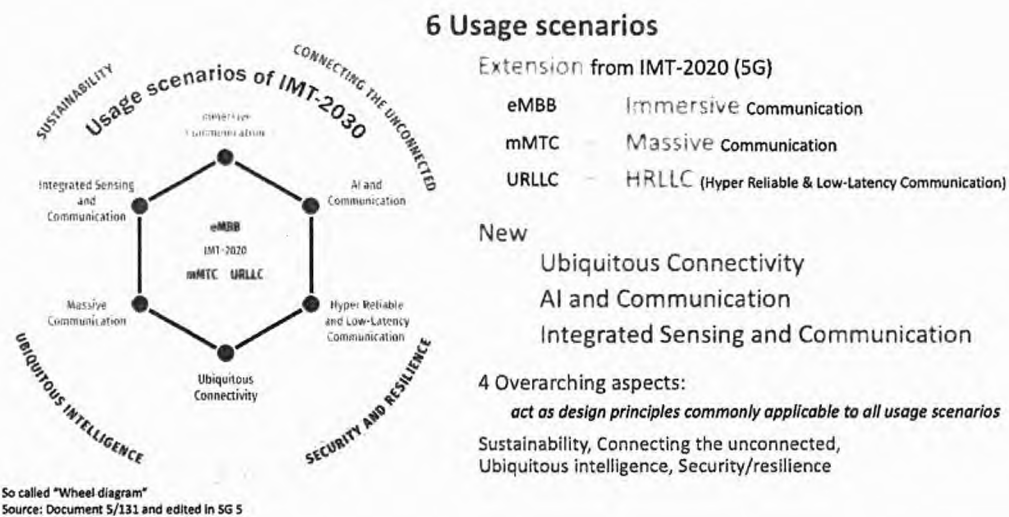 6 Usage scenarios
SUSTAINABILITY
CONNECTING THE UNCONNECTED
Usage scenarios of IMT-2030
Immersive
Communication
Integrated Sensing
and
Communication
AI and
Communication
eMBB
IMT-2020
mMTC URLLC
Massive
Communication
Hyper Reliable
and Low-Latency
Communication
Ubiquitous
Connectivity
UBIQUITOUS INTELLIGENCE
SECURITY AND RESILIENCE
So called "Wheel diagram"
Source: Document 5/131 and edited in SG 5
Extension from IMT-2020 (5G)
eMBB Immersive Communication
mMTC – Massive Communication
URLLC – HRLLC (Hyper Reliable & Low-Latency Communication)
New
Ubiquitous Connectivity
AI and Communication
Integrated Sensing and Communication
4 Overarching aspects:
act as design principles commonly applicable to all usage scenarios
Sustainability, Connecting the unconnected,
Ubiquitous intelligence, Security/resilience